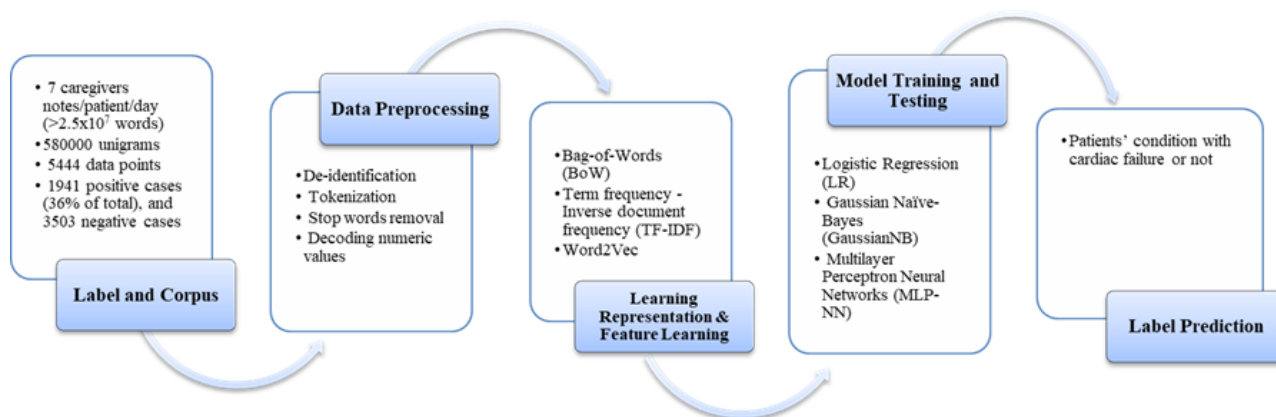 • 7 caregivers
notes/patient/day
(>2.5x10⁷ words)
• 580000 unigrams
• 5444 data points
• 1941 positive cases
(36% of total), and
3503 negative cases
Label and Corpus
Data Preprocessing
• De-identification
• Tokenization
• Stop words removal
• Decoding numeric
values
• Bag-of-Words
(BoW)
• Term frequency -
Inverse document
frequency (TF-IDF)
• Word2Vec
Learning
Representation &
Feature Learning
Model Training and
Testing
• Logistic Regression
(LR)
• Gaussian Naïve-
Bayes
(GaussianNB)
• Multilayer
Perceptron Neural
Networks (MLP-
NN)
• Patients’ condition with
cardiac failure or not
Label Prediction